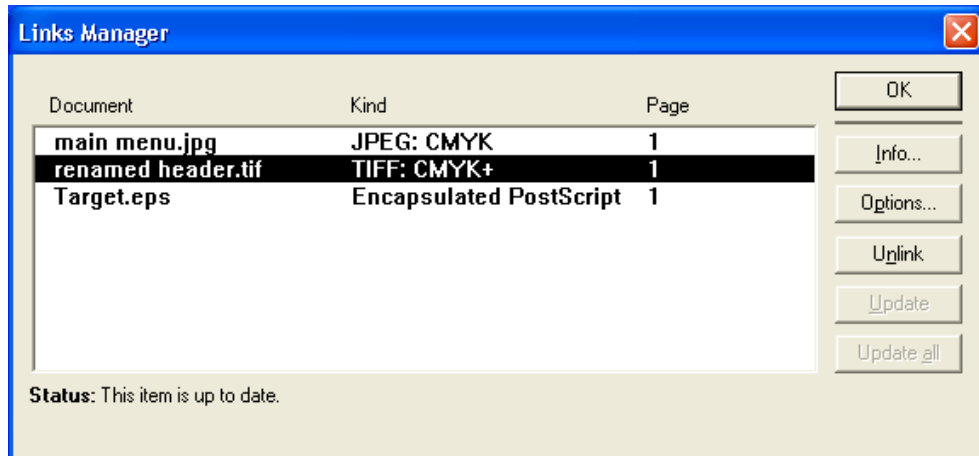 Links Manager
Document Kind Page
OK
main menu.jpg JPEG: CMYK 1
renamed header.tif TIFF: CMYK+ 1
Target.eps Encapsulated PostScript 1
Info...
Options...
Unlink
Update
Update all
Status: This item is up to date.